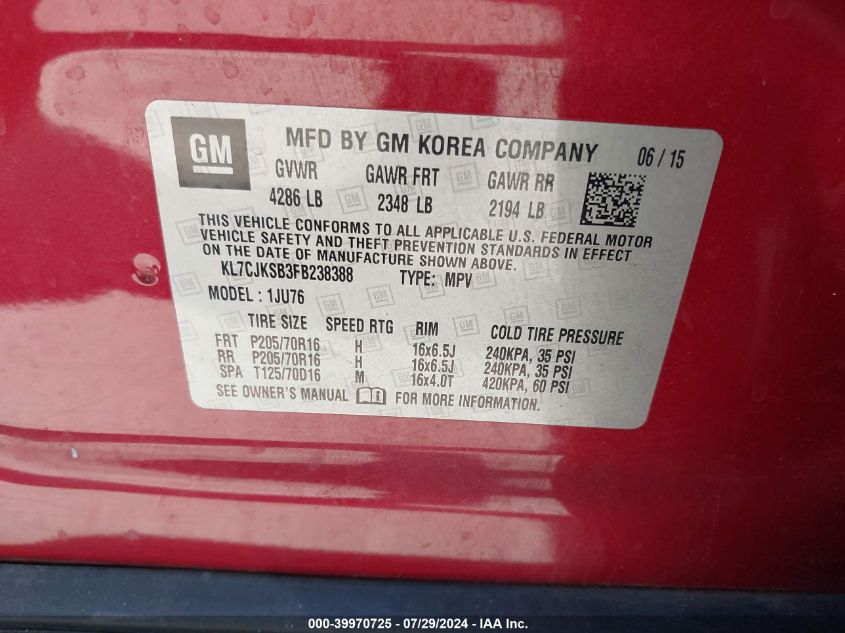 GM MFD BY GM KOREA COMPANY 06 / 15
GVWR GAWR FRT GAWR RR
4286 LB 2348 LB 2194 LB
THIS VEHICLE CONFORMS TO ALL APPLICABLE U.S. FEDERAL MOTOR
VEHICLE SAFETY AND THEFT PREVENTION STANDARDS IN EFFECT
ON THE DATE OF MANUFACTURE SHOWN ABOVE.
KL7CJKSB3FB238388 TYPE: MPV
MODEL : 1JU76
TIRE SIZE SPEED RTG RIM COLD TIRE PRESSURE
FRT P205/70R16 H 16x6.5J 240KPA, 35 PSI
RR P205/70R16 H 16x6.5J 240KPA, 35 PSI
SPA T125/70D16 M 16x4.0T 420KPA, 60 PSI
SEE OWNER'S MANUAL FOR MORE INFORMATION.
000-39970725 - 07/29/2024 - IAA Inc.